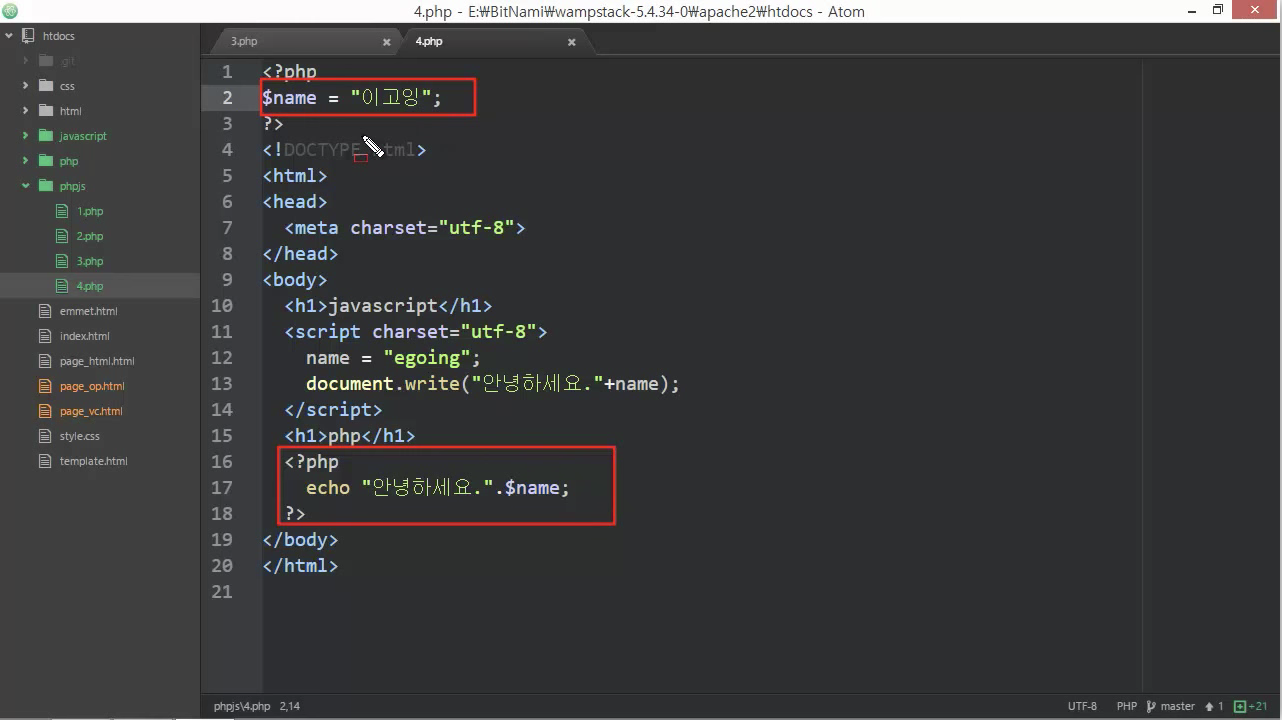 4.php - E:₩BitNami₩wampstack-5.4.34-0₩apache2₩htdocs - Atom
htdocs
.git
css
html
javascript
php
phpjs
1.php
2.php
3.php
4.php
emmet.html
index.html
page_html.html
page_op.html
page_vc.html
style.css
template.html
3.php
4.php
1 <?php
2 $name = "이고잉";
3 ?>
4 <!DOCTYPE html>
5 <html>
6 <head>
7 <meta charset="utf-8">
8 </head>
9 <body>
10 <h1>javascript</h1>
11 <script charset="utf-8">
12 name = "egoing";
13 document.write("안녕하세요."+name);
14 </script>
15 <h1>php</h1>
16 <?php
17 echo "안녕하세요.".$name;
18 ?>
19 </body>
20 </html>
21
phpjs\4.php 2,14
UTF-8 PHP master 1 +21